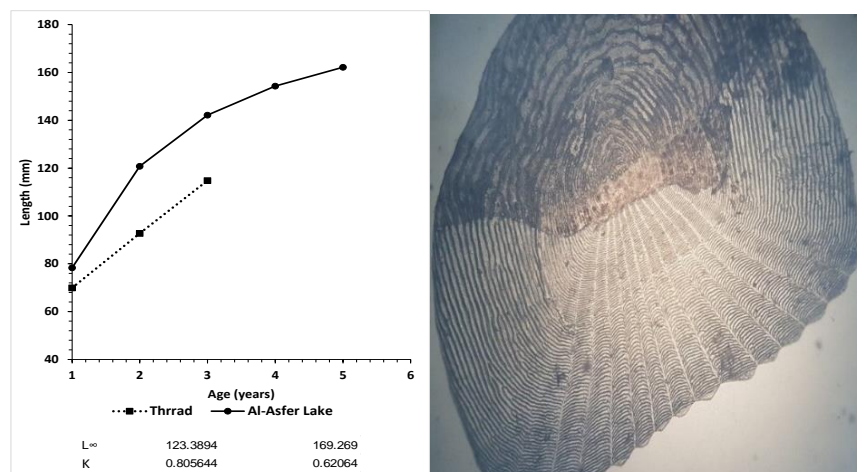 180
160
140
120
100
80
60
40
Length (mm)
1 2 3 4 5 6
Age (years)
Thrrad Al-Asfer Lake
L∞ 123.3894 169.269
K 0.805644 0.62064